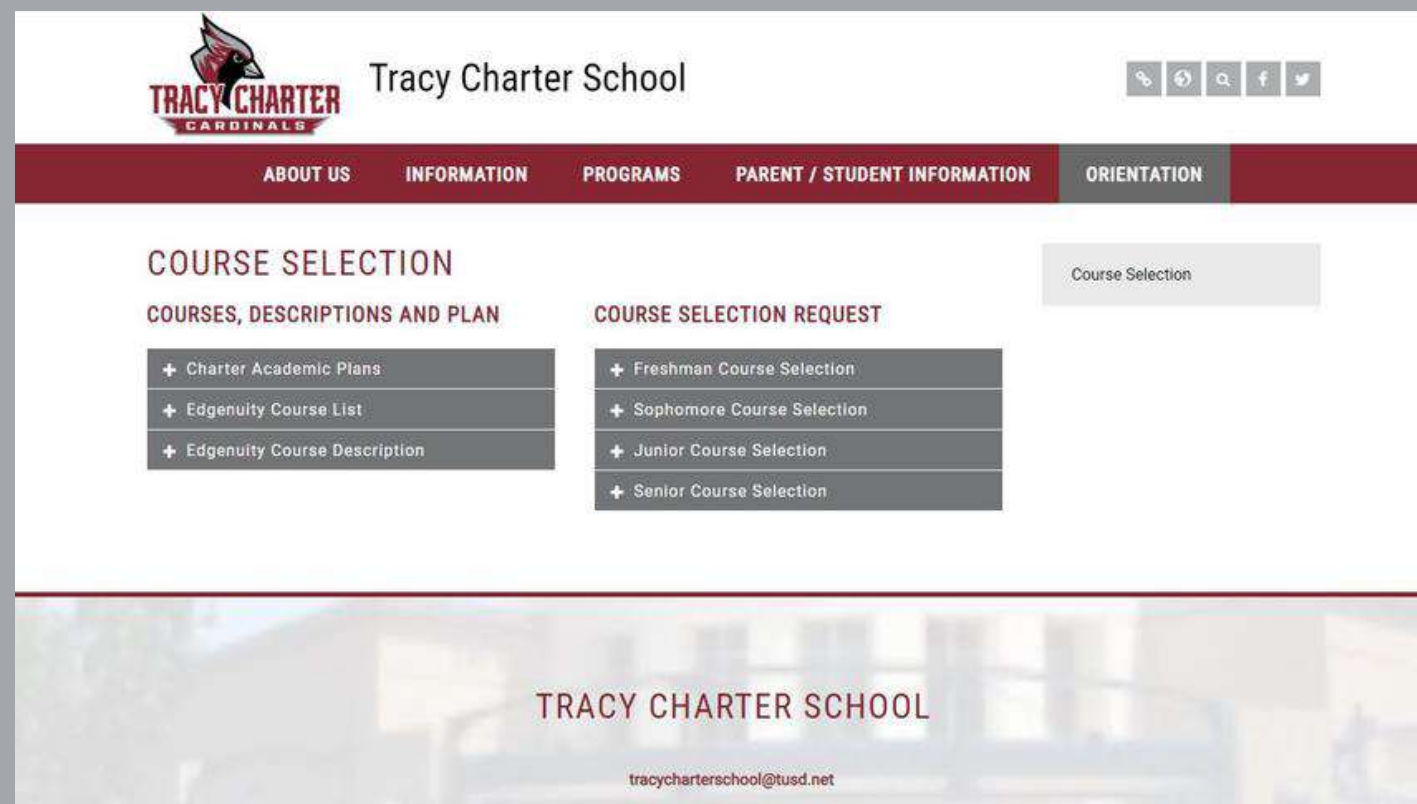 TRACY CHARTER
CARDINALS
Tracy Charter School
ABOUT US INFORMATION PROGRAMS PARENT / STUDENT INFORMATION ORIENTATION
COURSE SELECTION
COURSES, DESCRIPTIONS AND PLAN
Charter Academic Plans
Edgenuity Course List
Edgenuity Course Description
COURSE SELECTION REQUEST
Freshman Course Selection
Sophomore Course Selection
Junior Course Selection
Senior Course Selection
Course Selection
TRACY CHARTER SCHOOL
tracycharterschool@tusd.net